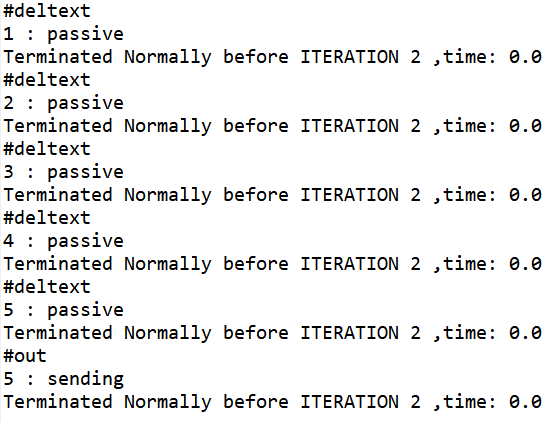 #deltext
1 : passive
Terminated Normally before ITERATION 2 ,time: 0.0
#deltext
2 : passive
Terminated Normally before ITERATION 2 ,time: 0.0
#deltext
3 : passive
Terminated Normally before ITERATION 2 ,time: 0.0
#deltext
4 : passive
Terminated Normally before ITERATION 2 ,time: 0.0
#deltext
5 : passive
Terminated Normally before ITERATION 2 ,time: 0.0
#out
5 : sending
Terminated Normally before ITERATION 2 ,time: 0.0